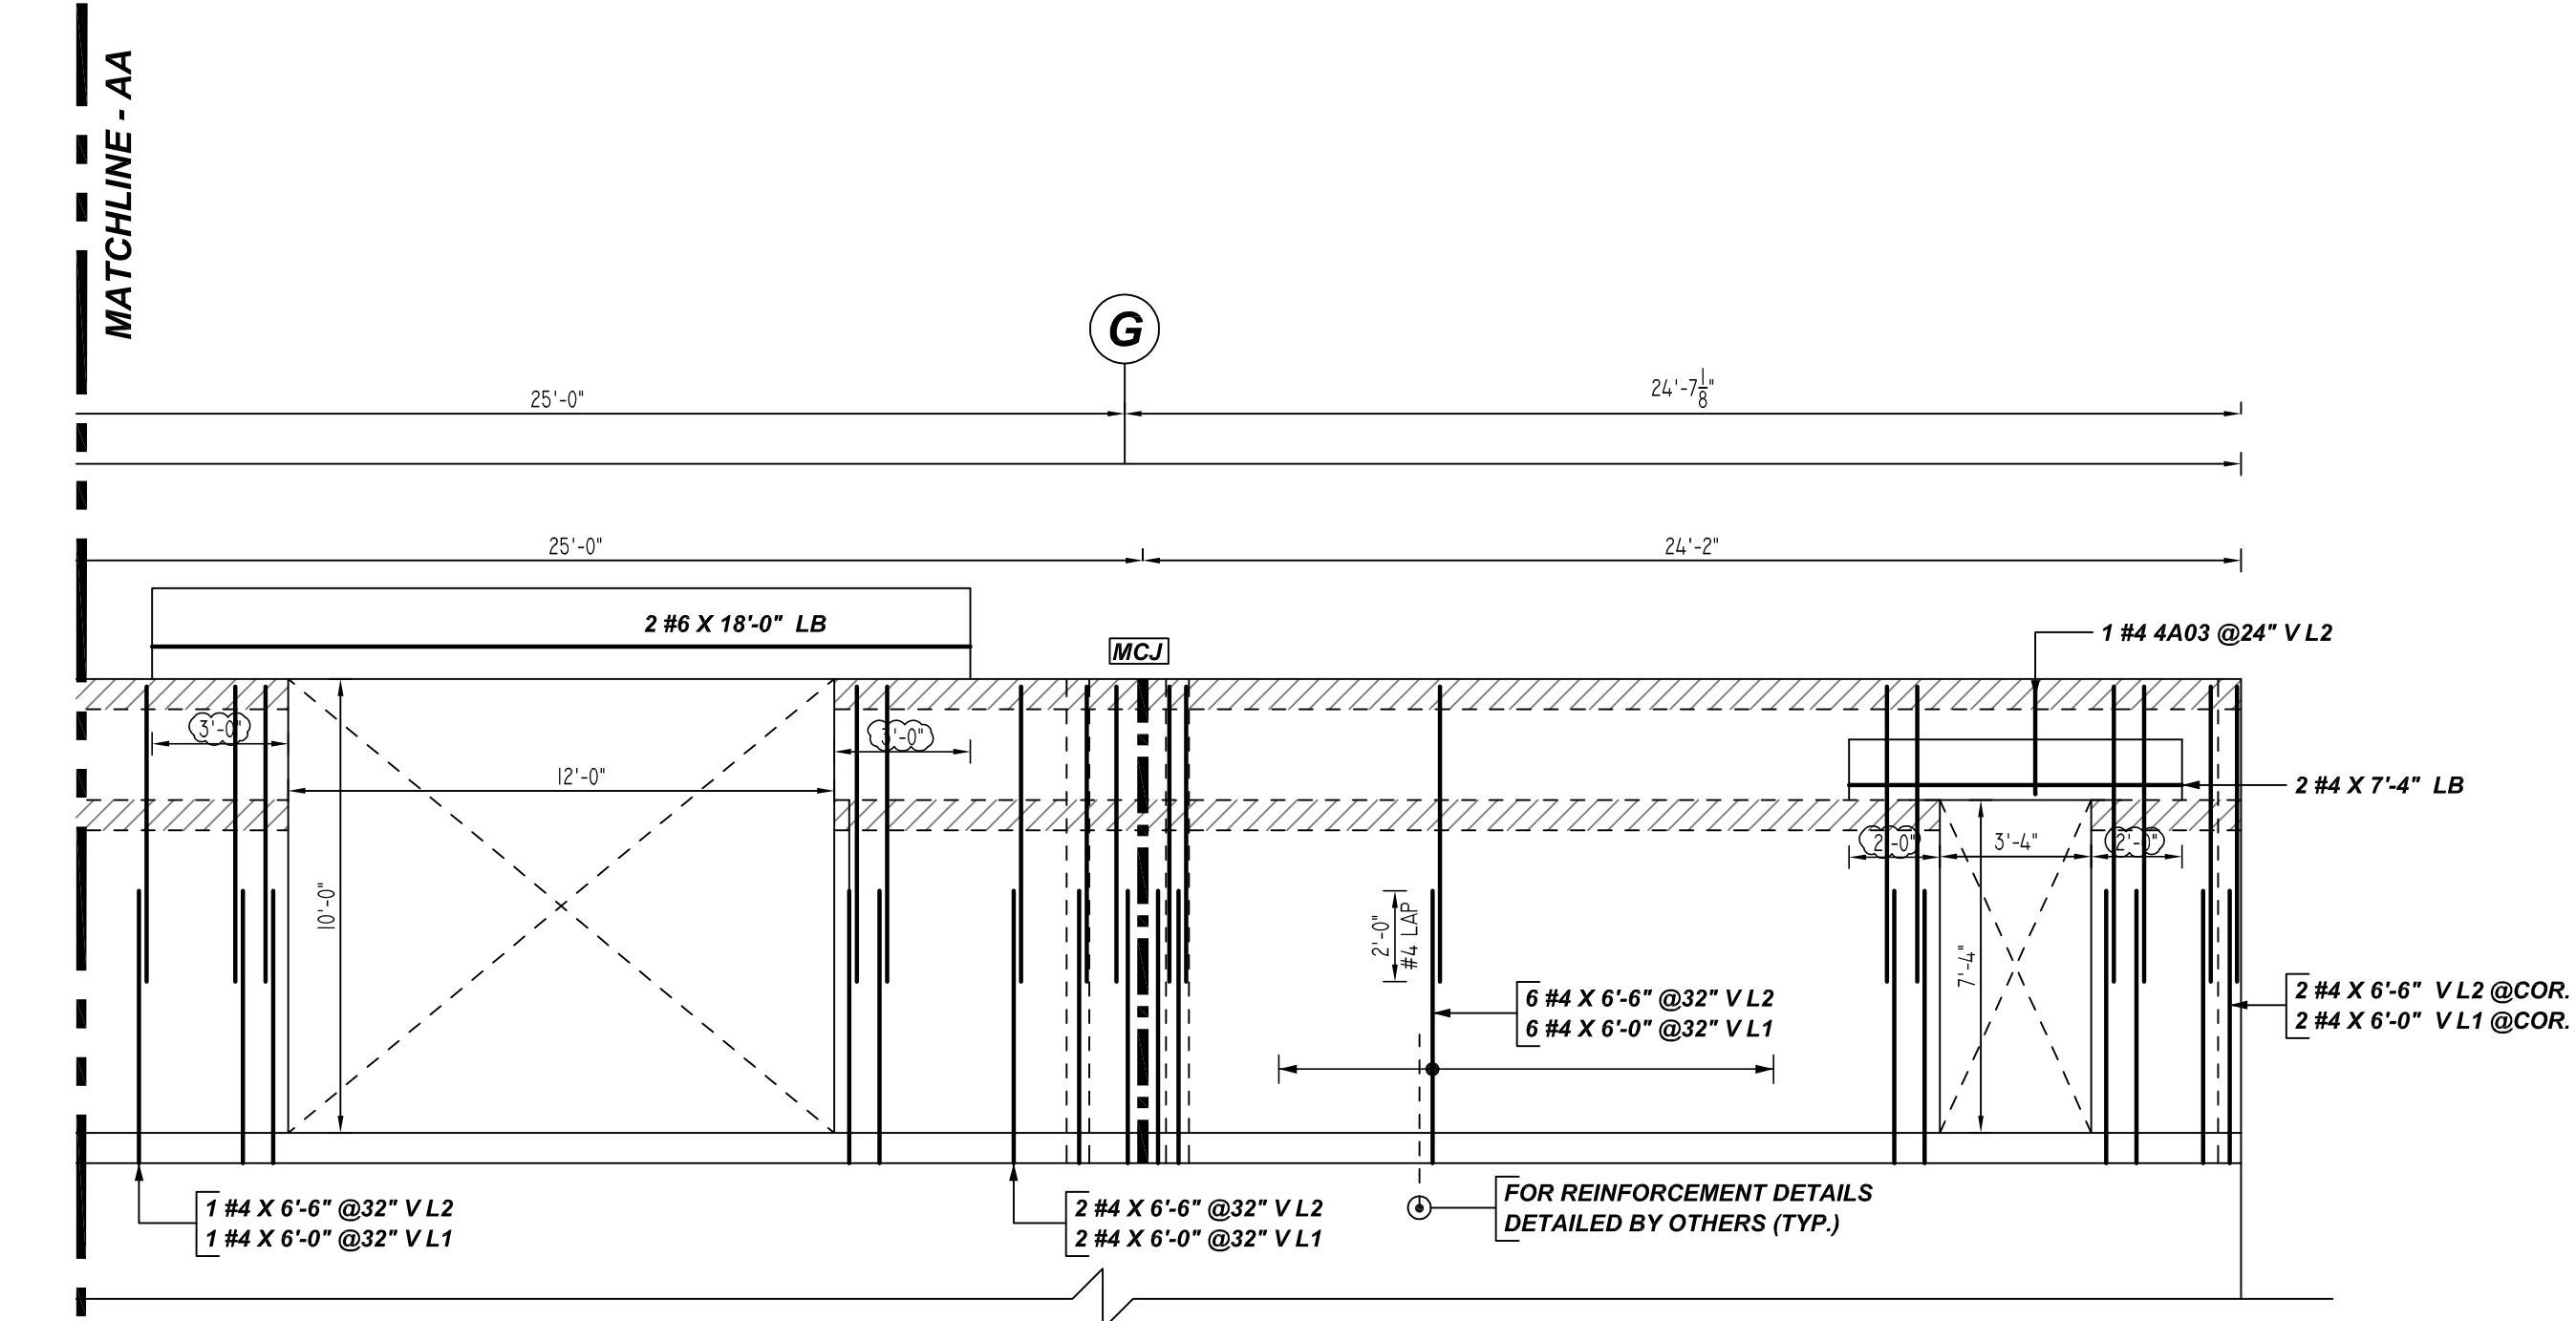 MATCHLINE - AA
G
25'-0"
24'-7 1/8"
25'-0"
24'-2"
2 #6 X 18'-0" LB
MCJ
1 #4 4A03 @24" V L2
3'-0"
3'-0"
12'-0"
2 #4 X 7'-4" LB
2'-0"
3'-4"
2'-0"
10'-0"
2'-0"
#4 LAP
7'-4"
6 #4 X 6'-6" @32" V L2
6 #4 X 6'-0" @32" V L1
2 #4 X 6'-6" V L2 @COR.
2 #4 X 6'-0" V L1 @COR.
1 #4 X 6'-6" @32" V L2
1 #4 X 6'-0" @32" V L1
2 #4 X 6'-6" @32" V L2
2 #4 X 6'-0" @32" V L1
FOR REINFORCEMENT DETAILS
DETAILED BY OTHERS (TYP.)